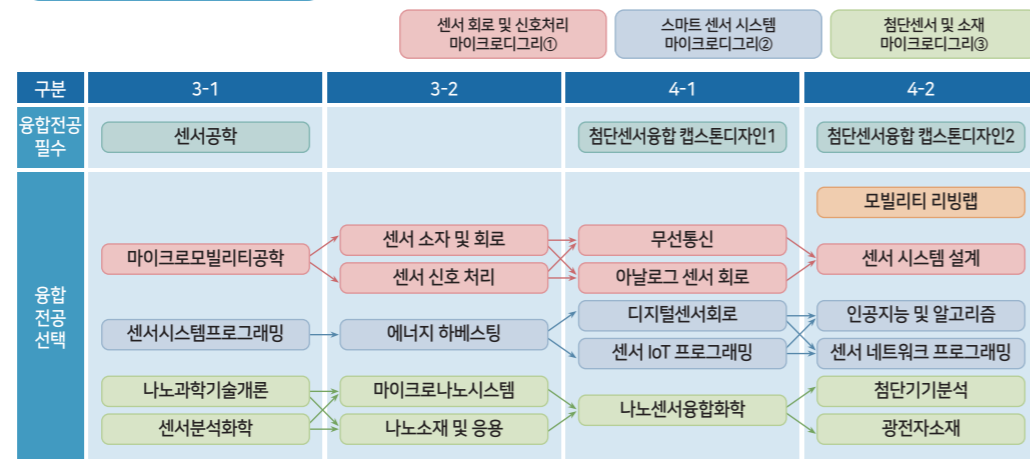 센서 회로 및 신호처리
마이크로디그리①
스마트 센서 시스템
마이크로디그리②
첨단센서 및 소재
마이크로디그리③
구분 3-1 3-2 4-1 4-2
융합전공
필수
센서공학 첨단센서융합 캡스톤디자인1 첨단센서융합 캡스톤디자인2
융합
전공
선택
모빌리티 리빙랩
마이크로모빌리티공학
센서 소자 및 회로
센서 신호 처리
무선통신
아날로그 센서 회로
센서 시스템 설계
센서시스템프로그래밍
에너지 하베스팅
디지털센서회로
센서 IoT 프로그래밍
인공지능 및 알고리즘
센서 네트워크 프로그래밍
나노과학기술개론
센서분석화학
마이크로나노시스템
나노소재 및 응용
나노센서융합화학
첨단기기분석
광전자소재